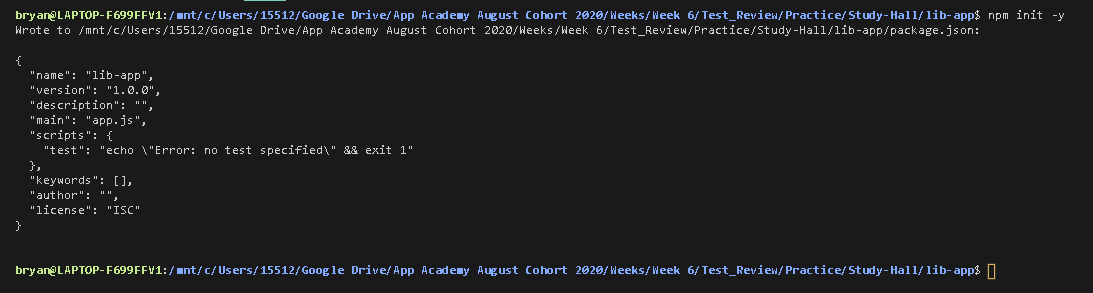 bryan@LAPTOP-F699FFV1:/mnt/c/Users/15512/Google Drive/App Academy August Cohort 2020/Weeks/Week 6/Test_Review/Practice/Study-Hall/lib-app$ npm init -y
Wrote to /mnt/c/Users/15512/Google Drive/App Academy August Cohort 2020/Weeks/Week 6/Test_Review/Practice/Study-Hall/lib-app/package.json:
{
  "name": "lib-app",
  "version": "1.0.0",
  "description": "",
  "main": "app.js",
  "scripts": {
    "test": "echo \"Error: no test specified\" && exit 1"
  },
  "keywords": [],
  "author": "",
  "license": "ISC"
}
bryan@LAPTOP-F699FFV1:/mnt/c/Users/15512/Google Drive/App Academy August Cohort 2020/Weeks/Week 6/Test_Review/Practice/Study-Hall/lib-app$